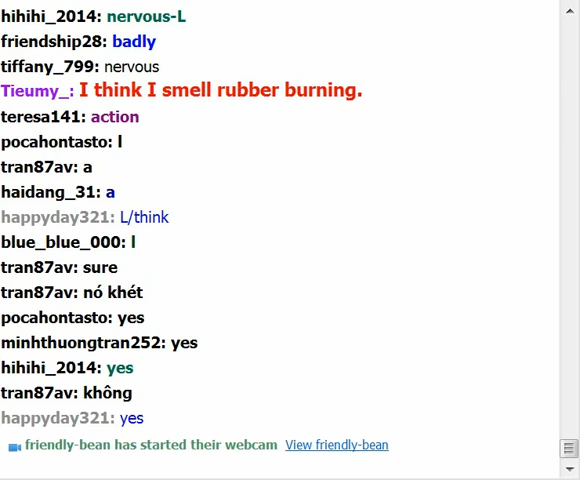 hihihi_2014: nervous-L
friendship28: badly
tiffany_799: nervous
Tieumy_: I think I smell rubber burning.
teresa141: action
pocahontasto: l
tran87av: a
haidang_31: a
happyday321: L/think
blue_blue_000: l
tran87av: sure
tran87av: nó khét
pocahontasto: yes
minhthuongtran252: yes
hihihi_2014: yes
tran87av: không
happyday321: yes
friendly-bean has started their webcam View friendly-bean